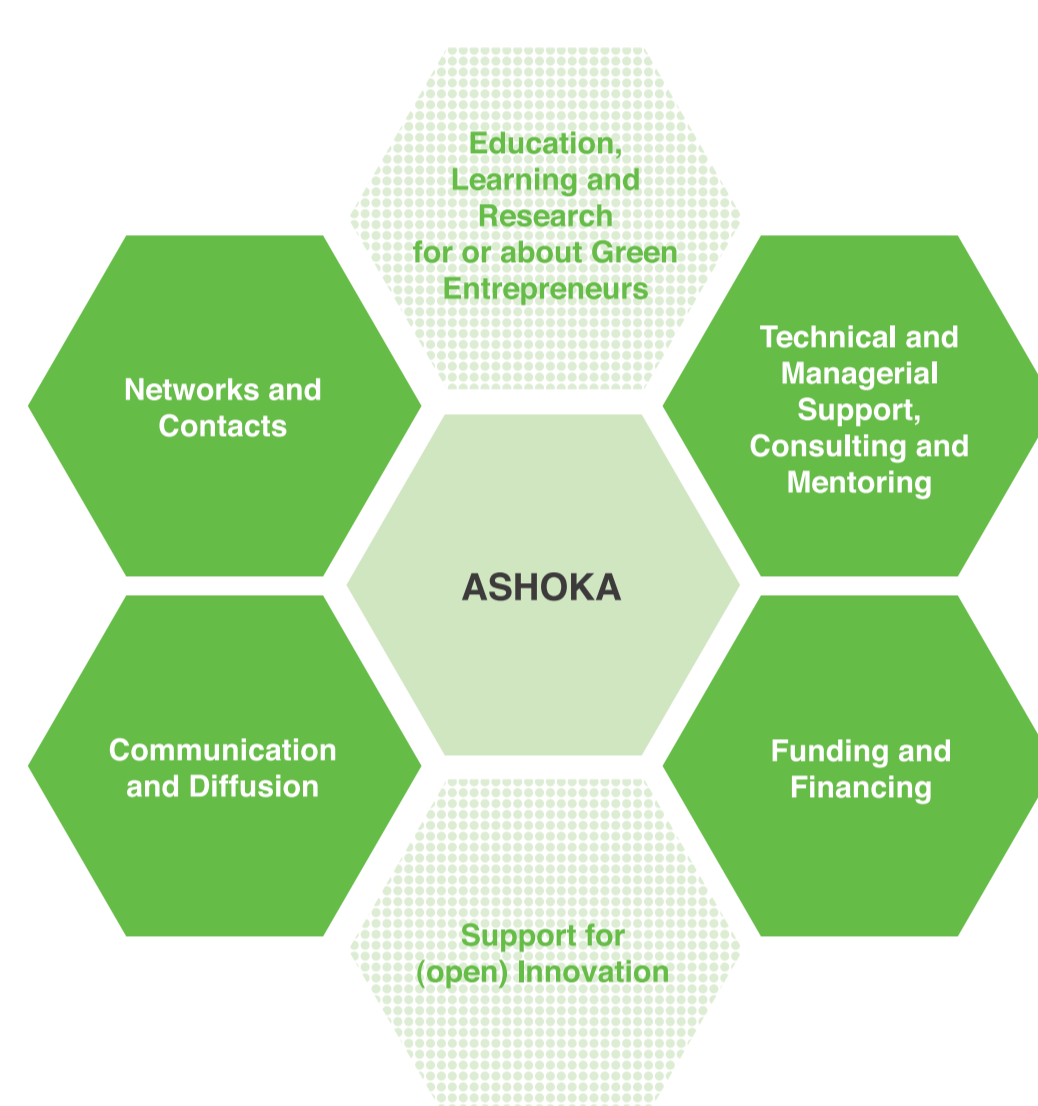 Education,
Learning and
Research
for or about Green
Entrepreneurs
Networks and
Contacts
Technical and
Managerial
Support,
Consulting and
Mentoring
ASHOKA
Communication
and Diffusion
Funding and
Financing
Support for
(open) Innovation